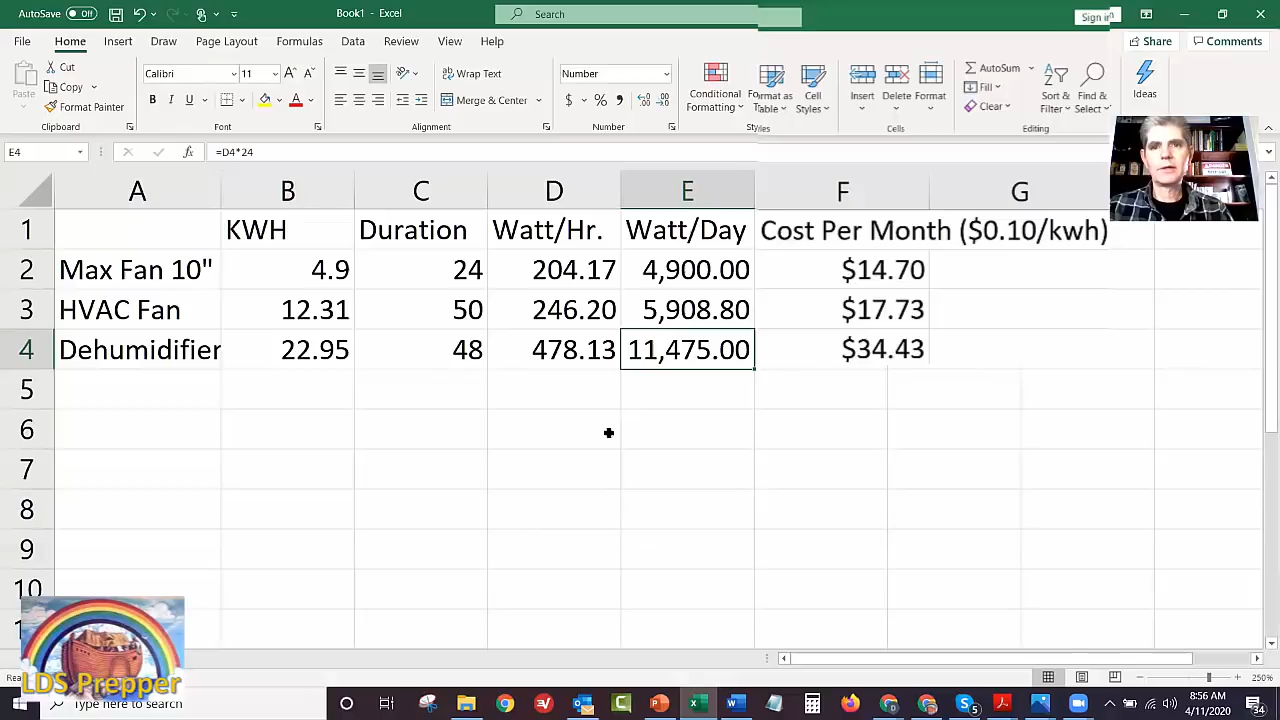 AutoSave Off Book1 - Excel Search Sign in
File Home Insert Draw Page Layout Formulas Data Review View Help Share Comments
Cut
Copy
Format Painter
Paste
Calibri 11
B I U
Wrap Text
Merge & Center
Number
$ %
Conditional Formatting
Format as Table
Cell Styles
Insert Delete Format
AutoSum
Fill
Clear
Sort & Filter
Find & Select
Ideas
Clipboard Font Alignment Number Styles Cells Editing
E4 fx =D4*24
A B C D E F G
1 KWH Duration Watt/Hr. Watt/Day Cost Per Month ($0.10/kwh)
2 Max Fan 10" 4.9 24 204.17 4,900.00 $14.70
3 HVAC Fan 12.31 50 246.20 5,908.80 $17.73
4 Dehumidifier 22.95 48 478.13 11,475.00 $34.43
5
6
7
8
9
10
LDS Prepper
250%
Type here to search
8:56 AM
4/11/2020